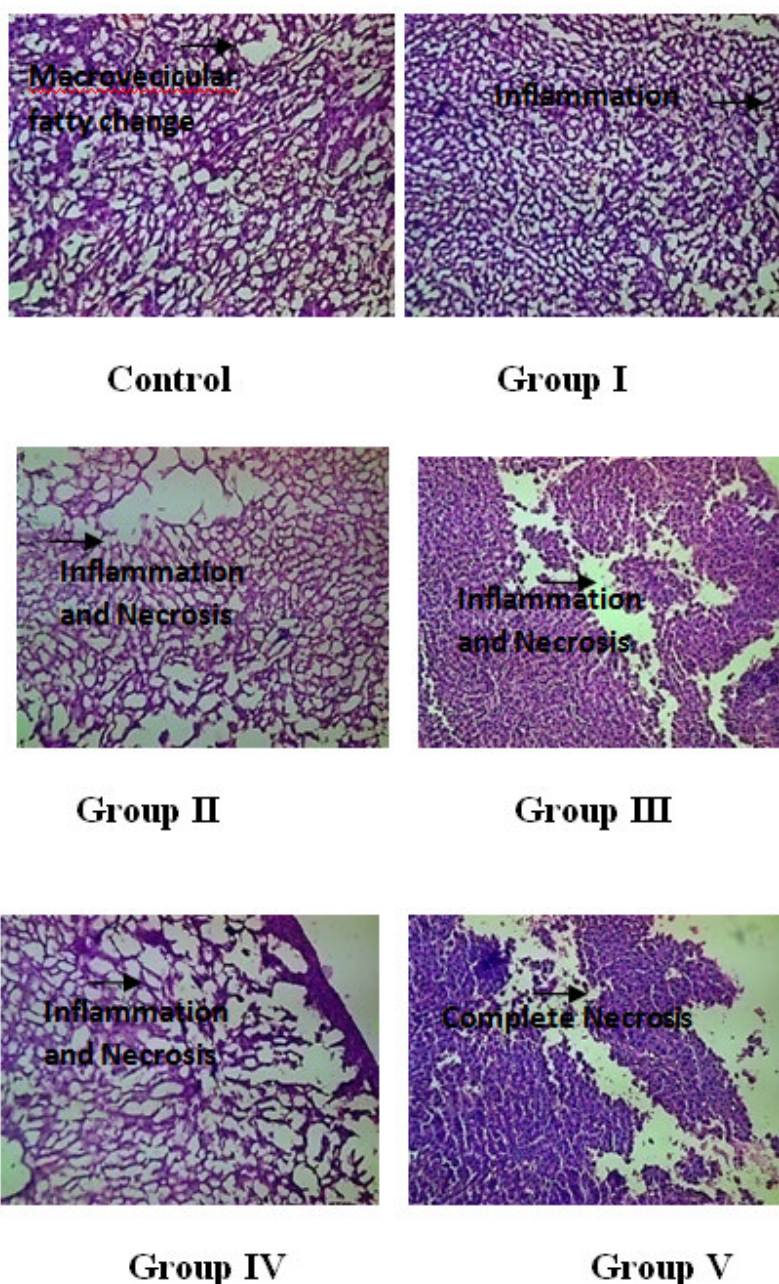 Macrovecicular
fatty change
Inflammation
Control
Group I
Inflammation
and Necrosis
Inflammation
and Necrosis
Group II
Group III
Inflammation
and Necrosis
Complete Necrosis
Group IV
Group V